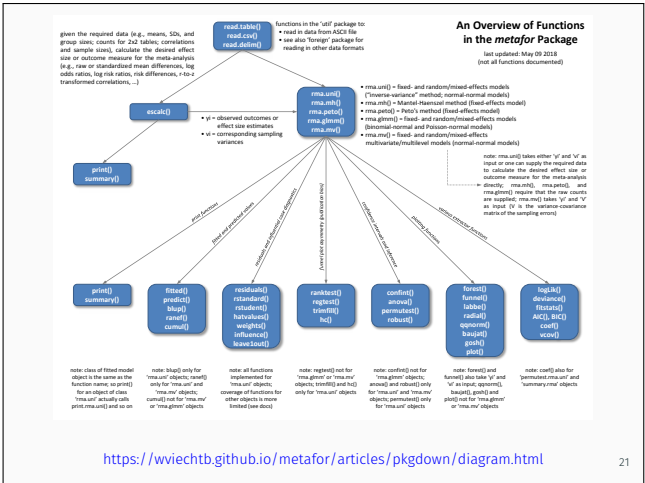 An Overview of Functions
in the metafor Package
last updated: May 09 2018
(not all functions documented)
given the required data (e.g., means, SDs, and
group sizes; counts for 2x2 tables; correlations
and sample sizes), calculate the desired effect
size or outcome measure for the meta-analysis
(e.g., raw or standardized mean differences, log
odds ratios, log risk ratios, risk differences, r-to-z
transformed correlations, ...)
read.table()
read.csv()
read.delim()
functions in the 'util' package to:
• read in data from ASCII file
• see also 'foreign' package for
reading in other data formats
escalc()
• yi = observed outcomes or
effect size estimates
• vi = corresponding sampling
variances
rma.uni()
rma.mh()
rma.peto()
rma.glmm()
rma.mv()
• rma.uni() = fixed- and random/mixed-effects models
("inverse-variance" method; normal-normal models)
• rma.mh() = Mantel-Haenszel method (fixed-effects model)
• rma.peto() = Peto's method (fixed-effects model)
• rma.glmm() = fixed- and random/mixed-effects models
(binomial-normal and Poisson-normal models)
• rma.mv() = fixed- and random/mixed-effects
multivariate/multilevel models (normal-normal models)
note: rma.uni() takes either 'yi' and 'vi' as
input or one can supply the required data
to calculate the desired effect size or
outcome measure for the meta-analysis
directly; rma.mh(), rma.peto(), and
rma.glmm() require that the raw counts
are supplied; rma.mv() takes 'yi' and 'V'
as input (V is the variance-covariance
matrix of the sampling errors)
print()
summary()
print functions
fitted and predicted values
residuals and influential case diagnostics
funnel plot asymmetry (publication bias)
confidence intervals and inference
plotting functions
various extractor functions
print()
summary()
fitted()
predict()
blup()
ranef()
cumul()
residuals()
rstandard()
rstudent()
hatvalues()
weights()
influence()
leave1out()
ranktest()
regtest()
trimfill()
hc()
confint()
anova()
permutest()
robust()
forest()
funnel()
labbe()
radial()
qqnorm()
baujat()
gosh()
plot()
logLik()
deviance()
fitstats()
AIC(), BIC()
coef()
vcov()
note: class of fitted model
object is the same as the
function name; so print()
for an object of class
'rma.uni' actually calls
print.rma.uni() and so on
note: blup() only for
'rma.uni' objects; ranef()
only for 'rma.uni' and
'rma.mv' objects;
cumul() not for 'rma.mv'
or 'rma.glmm' objects
note: all functions
implemented for
'rma.uni' objects;
coverage of functions for
other objects is more
limited (see docs)
note: regtest() not for
'rma.glmm' or 'rma.mv'
objects; trimfill() and hc()
only for 'rma.uni' objects
note: confint() not for
'rma.glmm' objects;
anova() and robust() only
for 'rma.uni' and 'rma.mv'
objects; permutest() only
for 'rma.uni' objects
note: forest() and
funnel() also take 'yi' and
'vi' as input; qqnorm(),
baujat(), gosh() and
plot() not for 'rma.glmm'
or 'rma.mv' objects
note: coef() also for
'permutest.rma.uni' and
'summary.rma' objects
https://wviechtb.github.io/metafor/articles/pkgdown/diagram.html
21